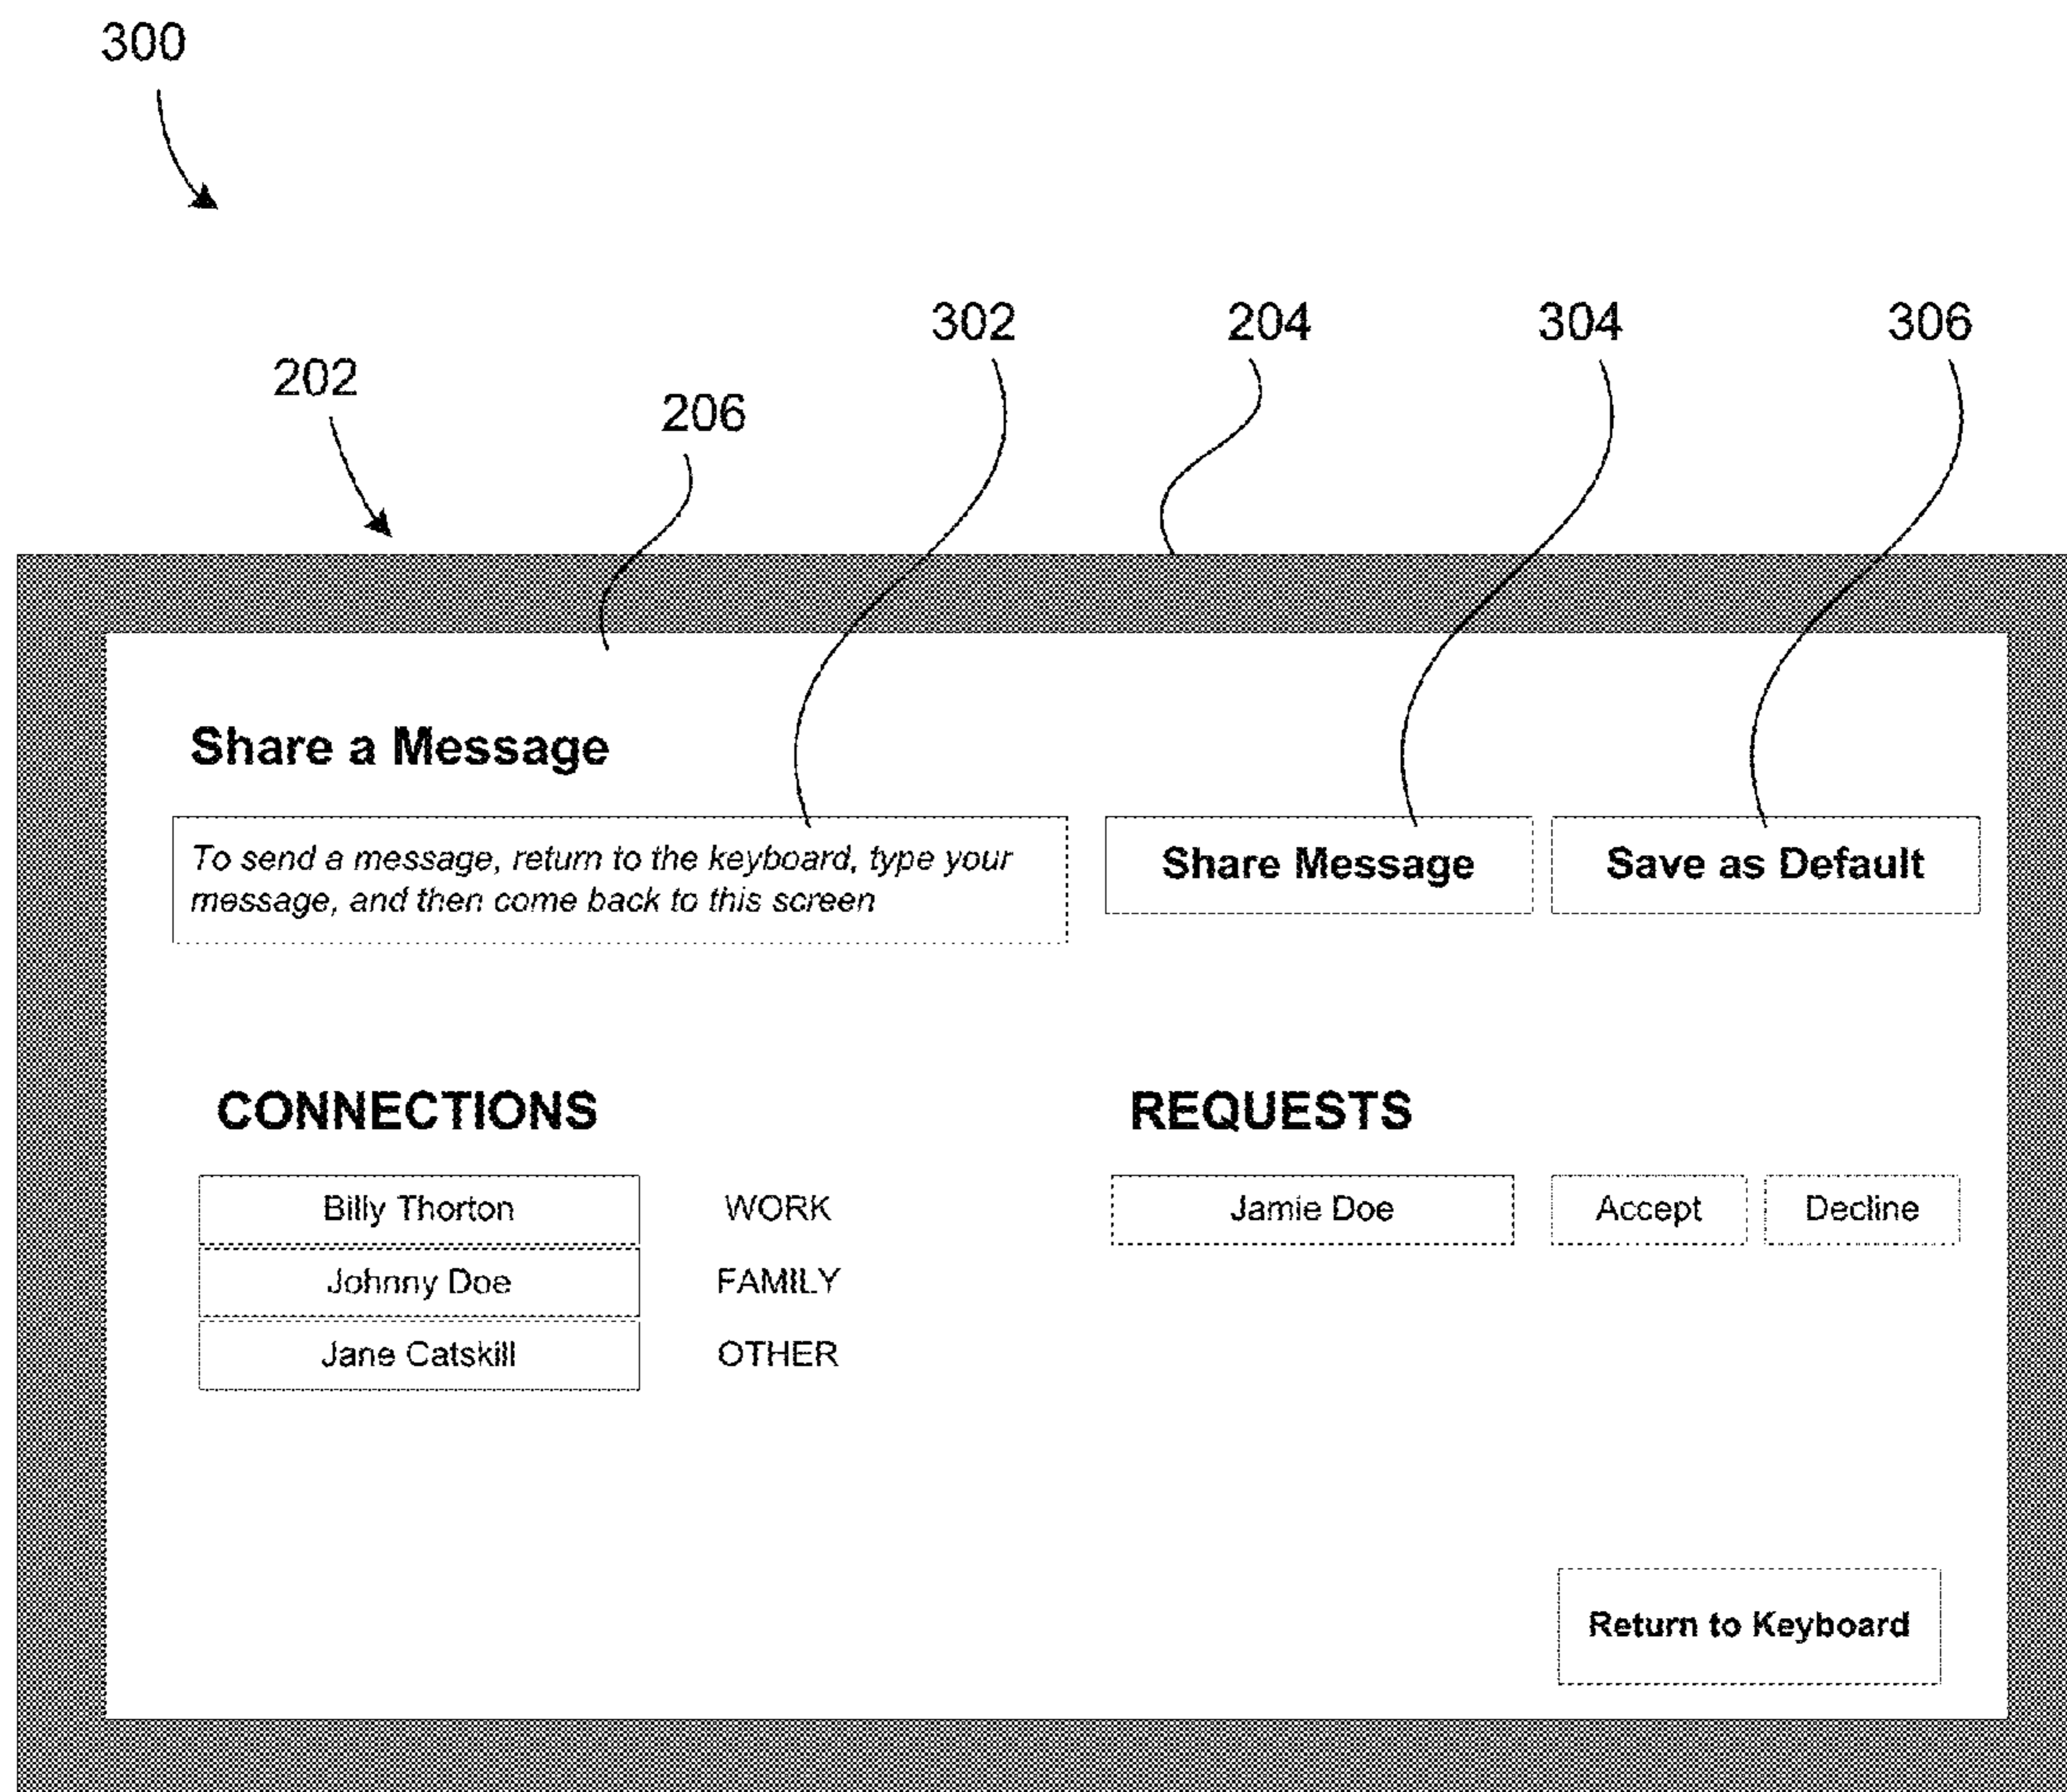 300
302 204 304 306
202
206
Share a Message
To send a message, return to the keyboard, type your
message, and then come back to this screen
Share Message
Save as Default
CONNECTIONS
Billy Thorton WORK
Johnny Doe FAMILY
Jane Catskill OTHER
REQUESTS
Jamie Doe Accept Decline
Return to Keyboard